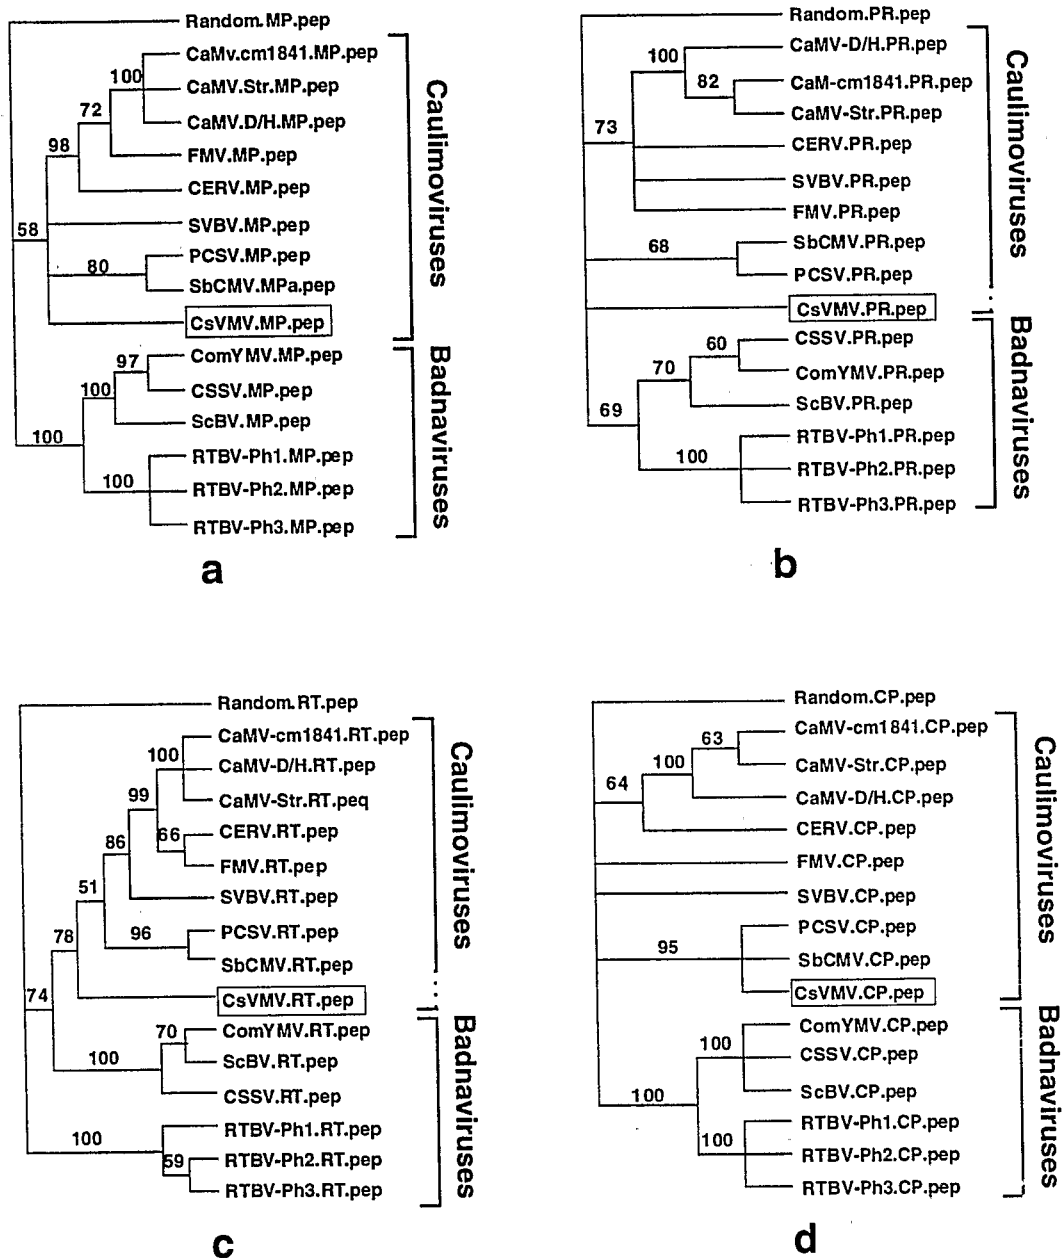 Random.MP.pep
CaMv.cm1841.MP.pep
100
CaMV.Str.MP.pep
72
CaMV.D/H.MP.pep
98
FMV.MP.pep
CERV.MP.pep
SVBV.MP.pep
58
PCSV.MP.pep
80
SbCMV.MPa.pep
CsVMV.MP.pep
Caulimoviruses
ComYMV.MP.pep
97
CSSV.MP.pep
100
ScBV.MP.pep
100
RTBV-Ph1.MP.pep
100
RTBV-Ph2.MP.pep
RTBV-Ph3.MP.pep
Badnaviruses
a
Random.PR.pep
CaMV-D/H.PR.pep
100
CaM-cm1841.PR.pep
82
CaMV-Str.PR.pep
73
CERV.PR.pep
SVBV.PR.pep
FMV.PR.pep
SbCMV.PR.pep
68
PCSV.PR.pep
CsVMV.PR.pep
Caulimoviruses
CSSV.PR.pep
60
ComYMV.PR.pep
70
ScBV.PR.pep
69
RTBV-Ph1.PR.pep
100
RTBV-Ph2.PR.pep
RTBV-Ph3.PR.pep
Badnaviruses
b
Random.RT.pep
CaMV-cm1841.RT.pep
100
CaMV-D/H.RT.pep
99
CaMV-Str.RT.peq
CERV.RT.pep
66
86
FMV.RT.pep
51
SVBV.RT.pep
PCSV.RT.pep
96
78
SbCMV.RT.pep
74
CsVMV.RT.pep
Caulimoviruses
ComYMV.RT.pep
70
ScBV.RT.pep
100
CSSV.RT.pep
RTBV-Ph1.RT.pep
100
RTBV-Ph2.RT.pep
59
RTBV-Ph3.RT.pep
Badnaviruses
c
Random.CP.pep
CaMV-cm1841.CP.pep
63
CaMV-Str.CP.pep
100
64
CaMV-D/H.CP.pep
CERV.CP.pep
FMV.CP.pep
SVBV.CP.pep
PCSV.CP.pep
95
SbCMV.CP.pep
CsVMV.CP.pep
Caulimoviruses
ComYMV.CP.pep
100
CSSV.CP.pep
ScBV.CP.pep
100
RTBV-Ph1.CP.pep
100
RTBV-Ph2.CP.pep
RTBV-Ph3.CP.pep
Badnaviruses
d